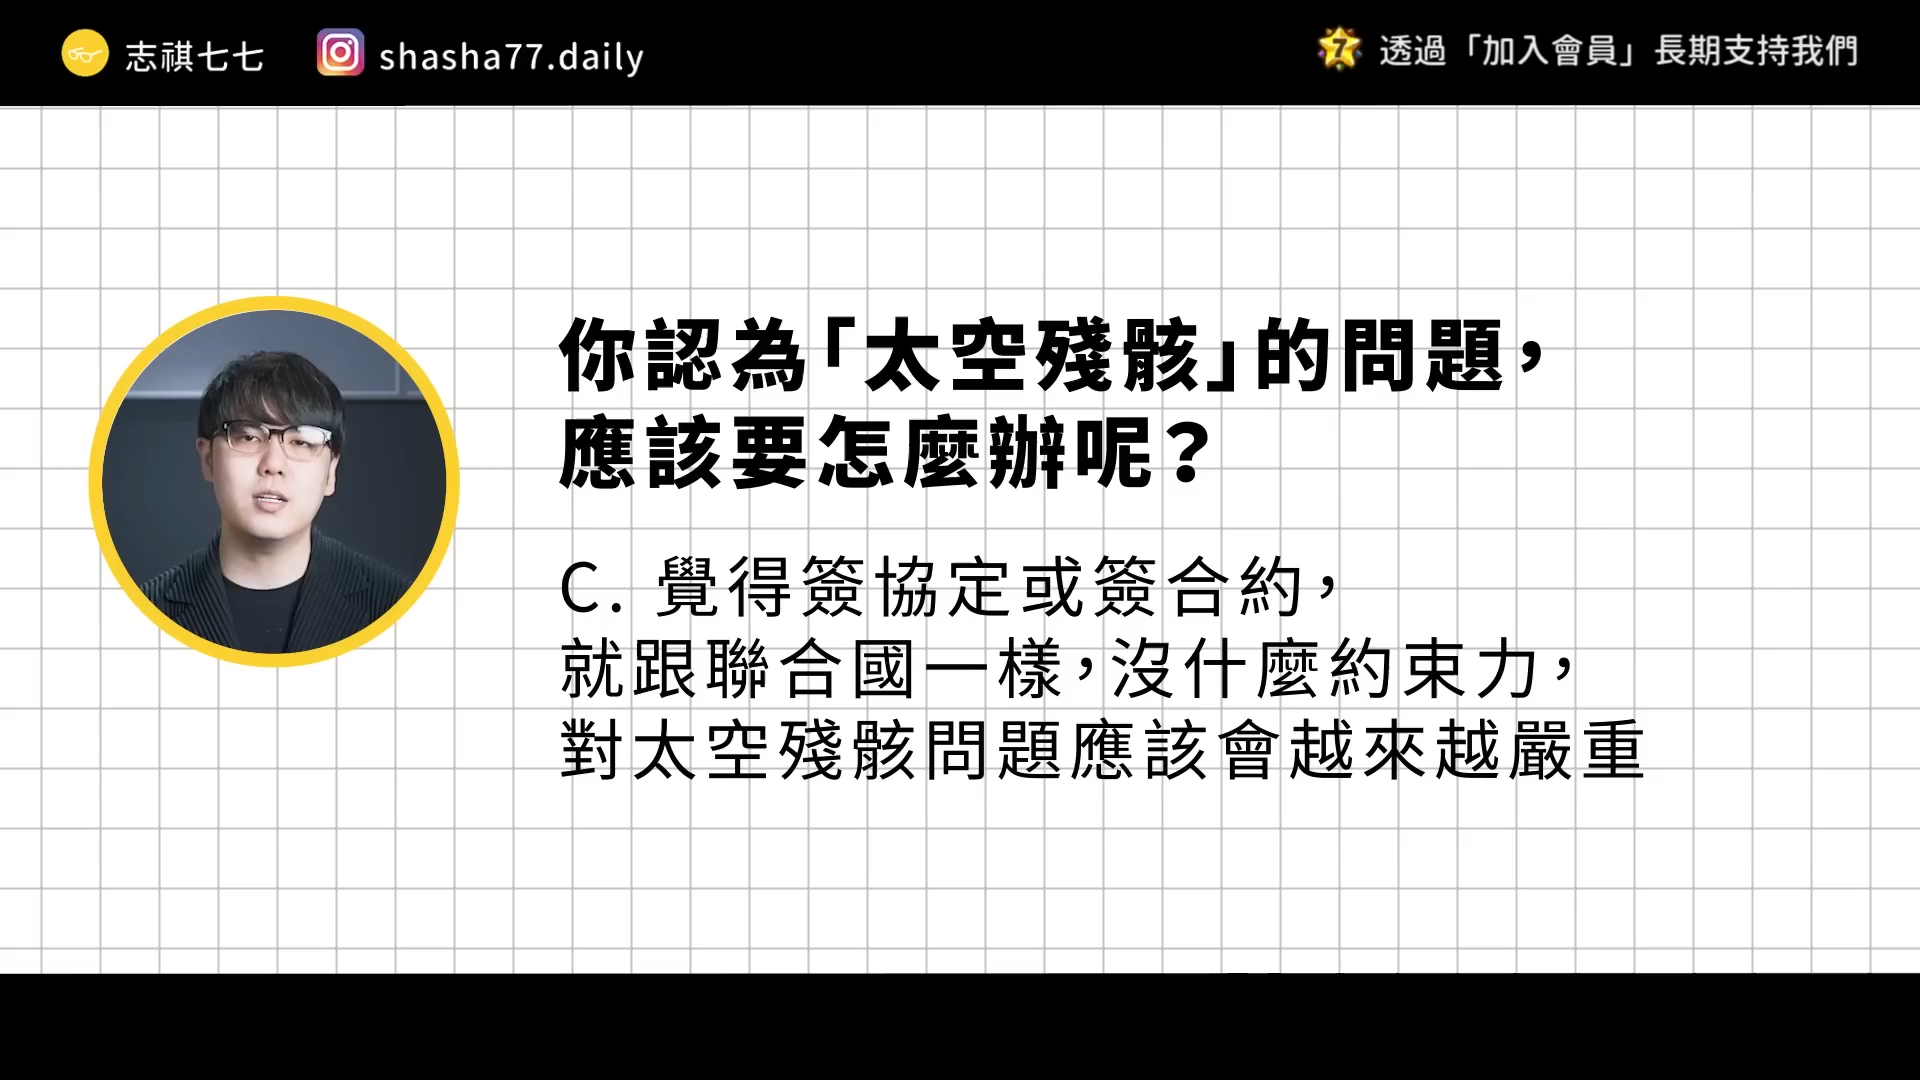 志祺七七
shasha77.daily
7 透過「加入會員」長期支持我們
你認為「太空殘骸」的問題，
應該要怎麼辦呢？
C. 覺得簽協定或簽合約，
就跟聯合國一樣，沒什麼約束力，
對太空殘骸問題應該會越來越嚴重